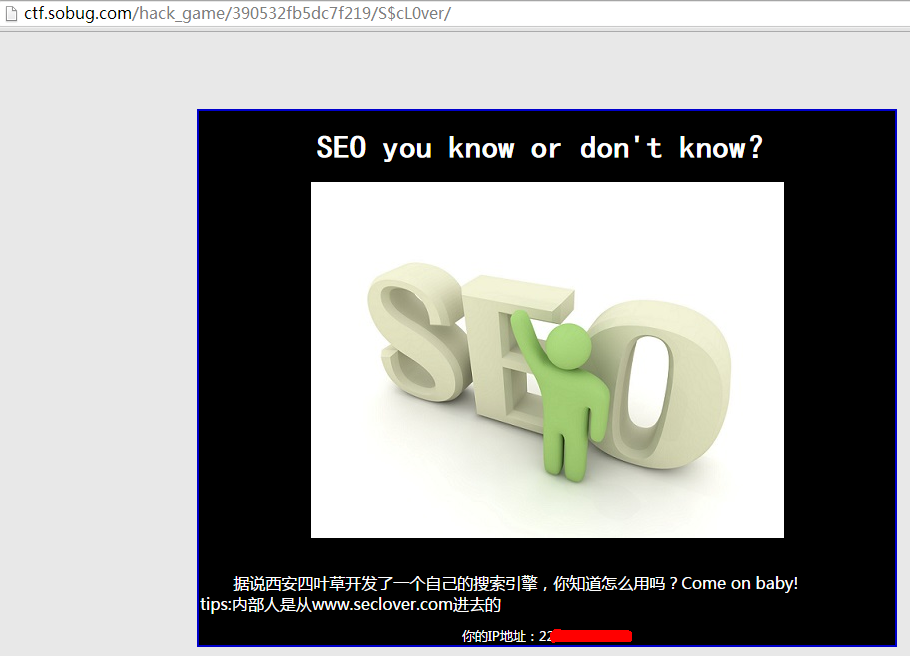 ctf.sobug.com/hack_game/390532fb5dc7f219/S$cL0ver/
SEO you know or don't know?
SEO
据说西安四叶草开发了一个自己的搜索引擎，你知道怎么用吗？Come on baby!
tips:内部人是从www.seclover.com进去的
你的IP地址：22